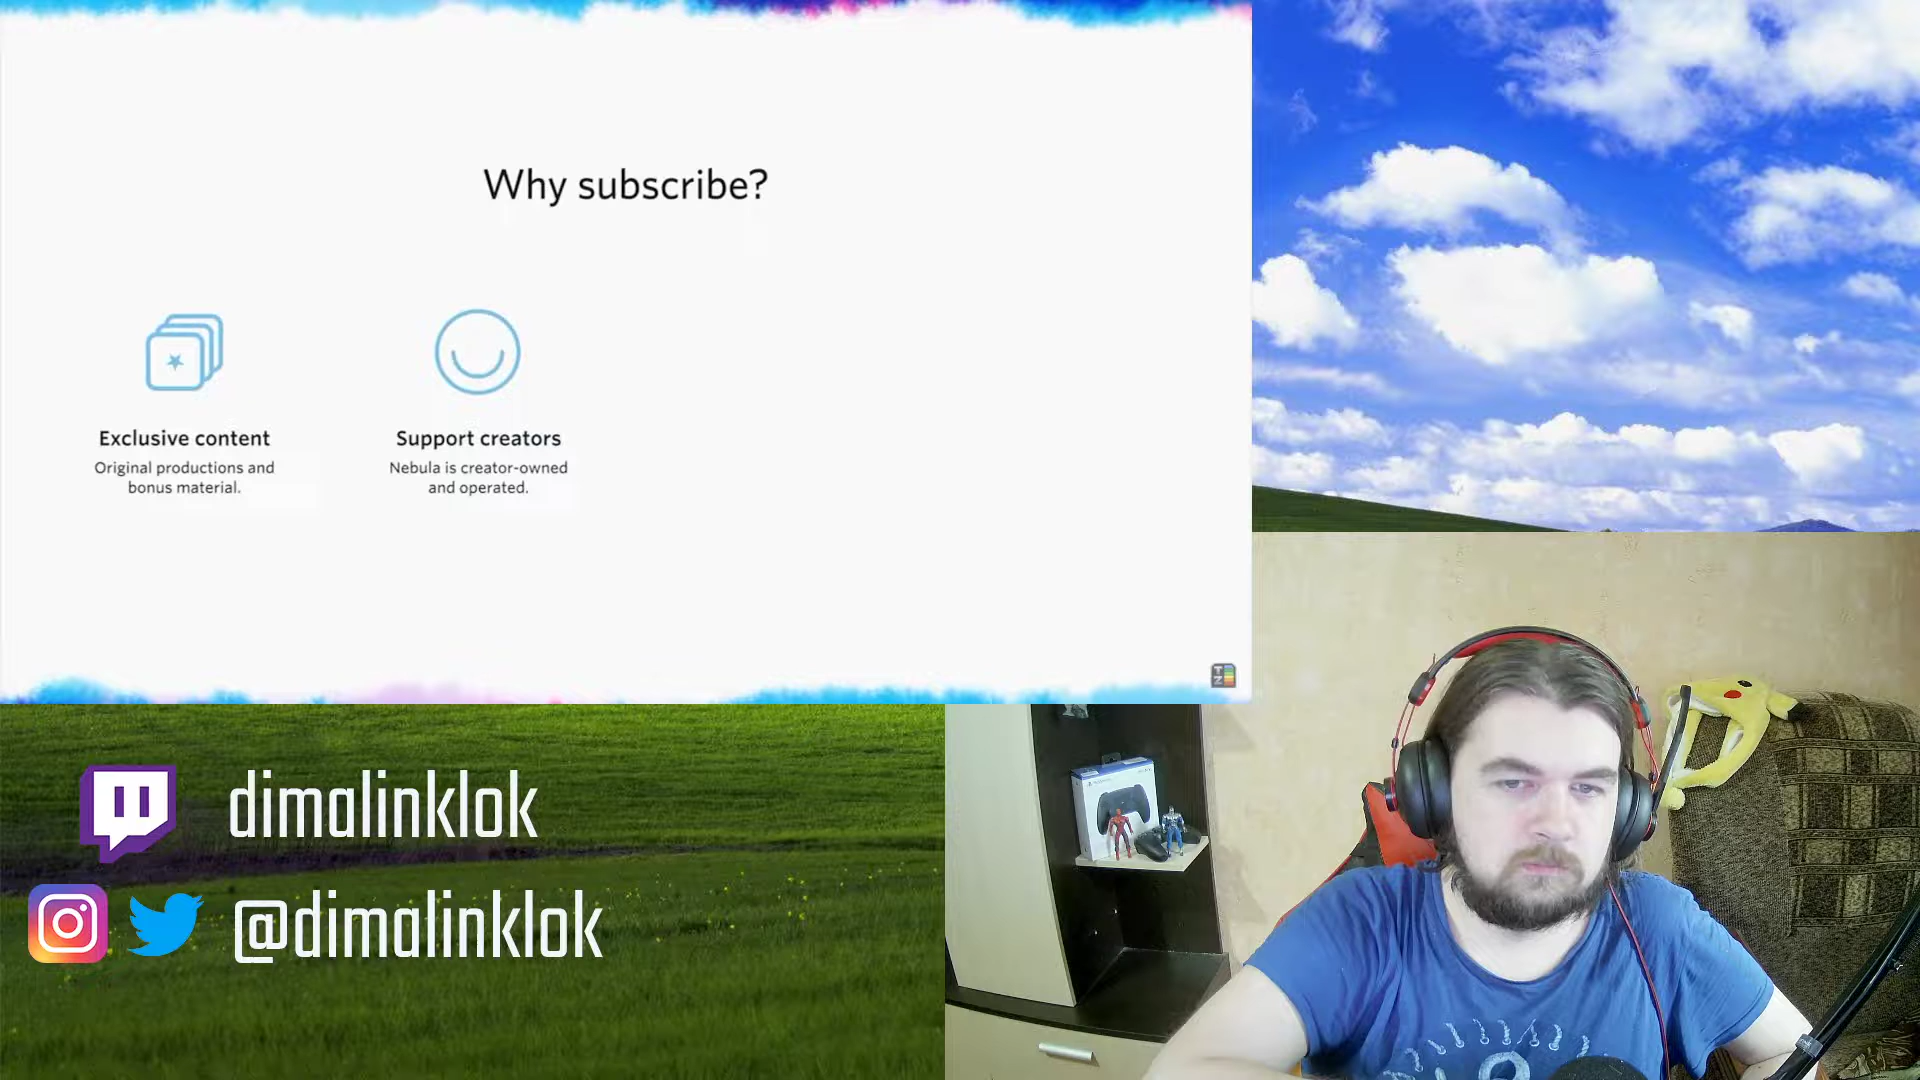 Why subscribe?
Exclusive content
Original productions and
bonus material.
Support creators
Nebula is creator-owned
and operated.
TZ
dimalinklok
@dimalinklok